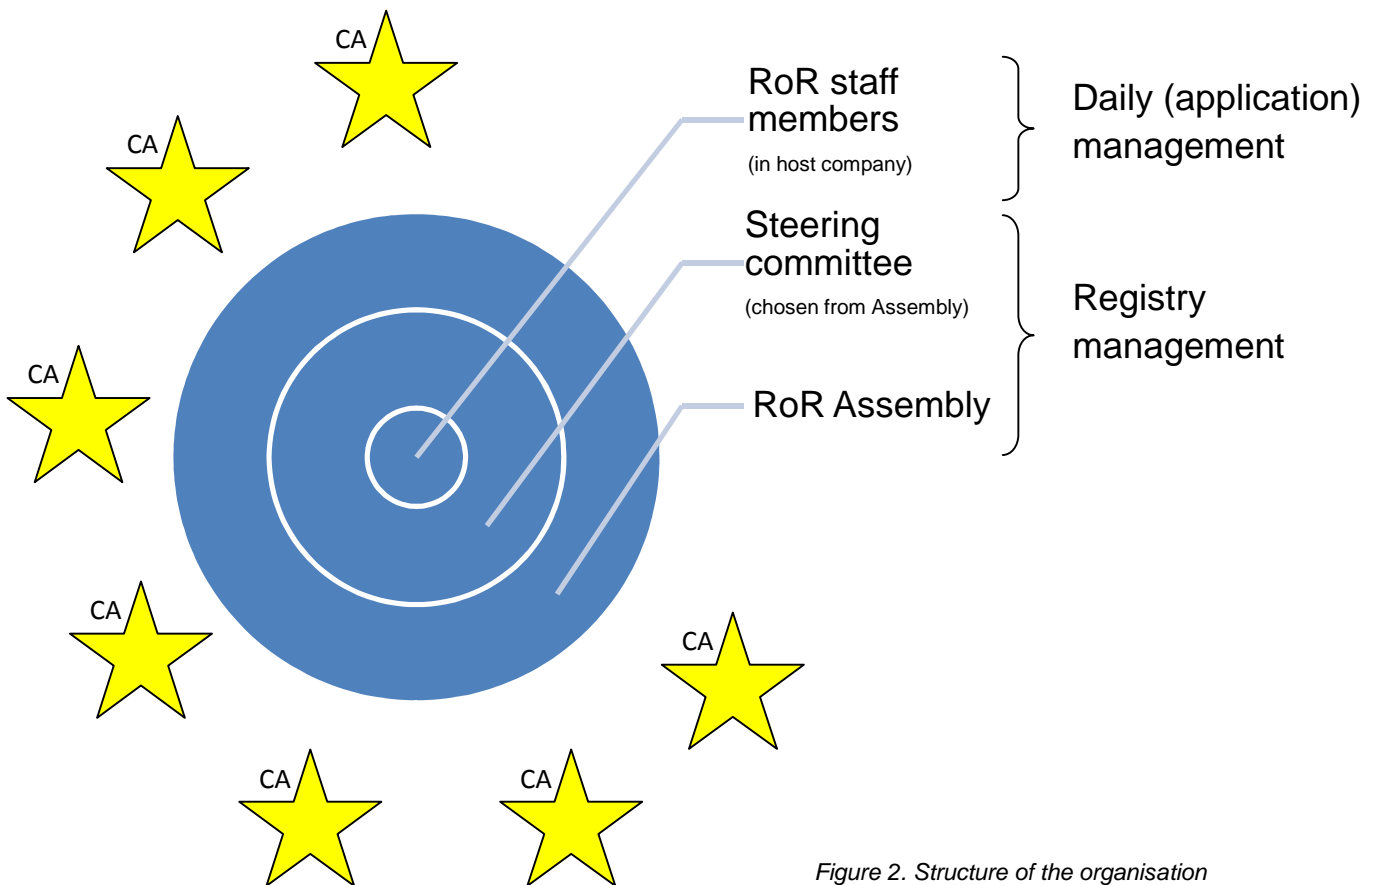 CA
CA
CA
CA
CA
CA
CA
RoR staff
members
(in host company)
Steering
committee
(chosen from Assembly)
RoR Assembly
Daily (application)
management
Registry
management
Figure 2. Structure of the organisation